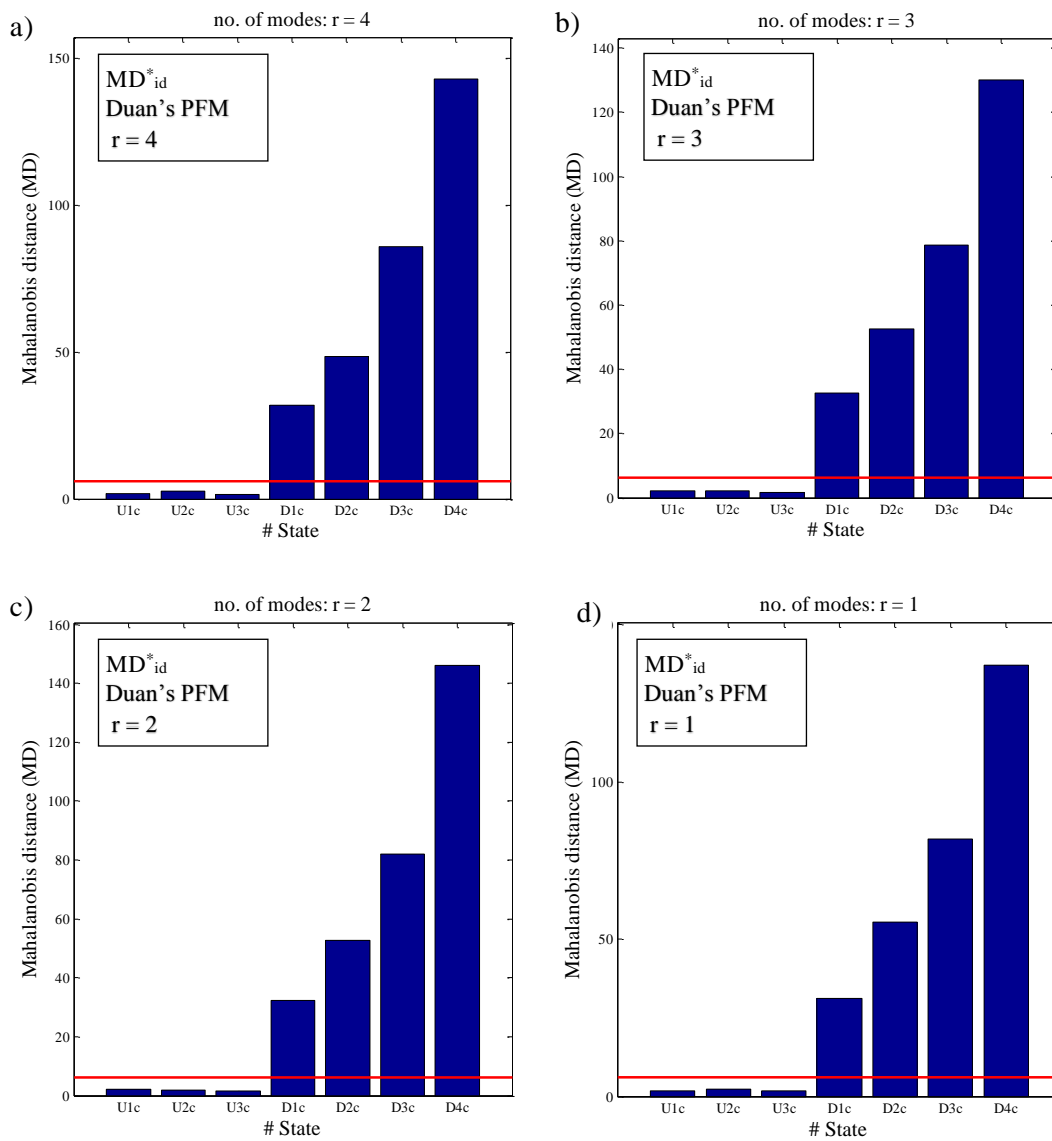 a)
no. of modes: r = 4
MD*id
Duan's PFM
r = 4
Mahalanobis distance (MD)
150
100
50
0
U1c U2c U3c D1c D2c D3c D4c
# State
b)
no. of modes: r = 3
MD*id
Duan's PFM
r = 3
Mahalanobis distance (MD)
140
120
100
80
60
40
20
0
U1c U2c U3c D1c D2c D3c D4c
# State
c)
no. of modes: r = 2
MD*id
Duan's PFM
r = 2
Mahalanobis distance (MD)
160
140
120
100
80
60
40
20
0
U1c U2c U3c D1c D2c D3c D4c
# State
d)
no. of modes: r = 1
MD*id
Duan's PFM
r = 1
Mahalanobis distance (MD)
100
50
0
U1c U2c U3c D1c D2c D3c D4c
# State